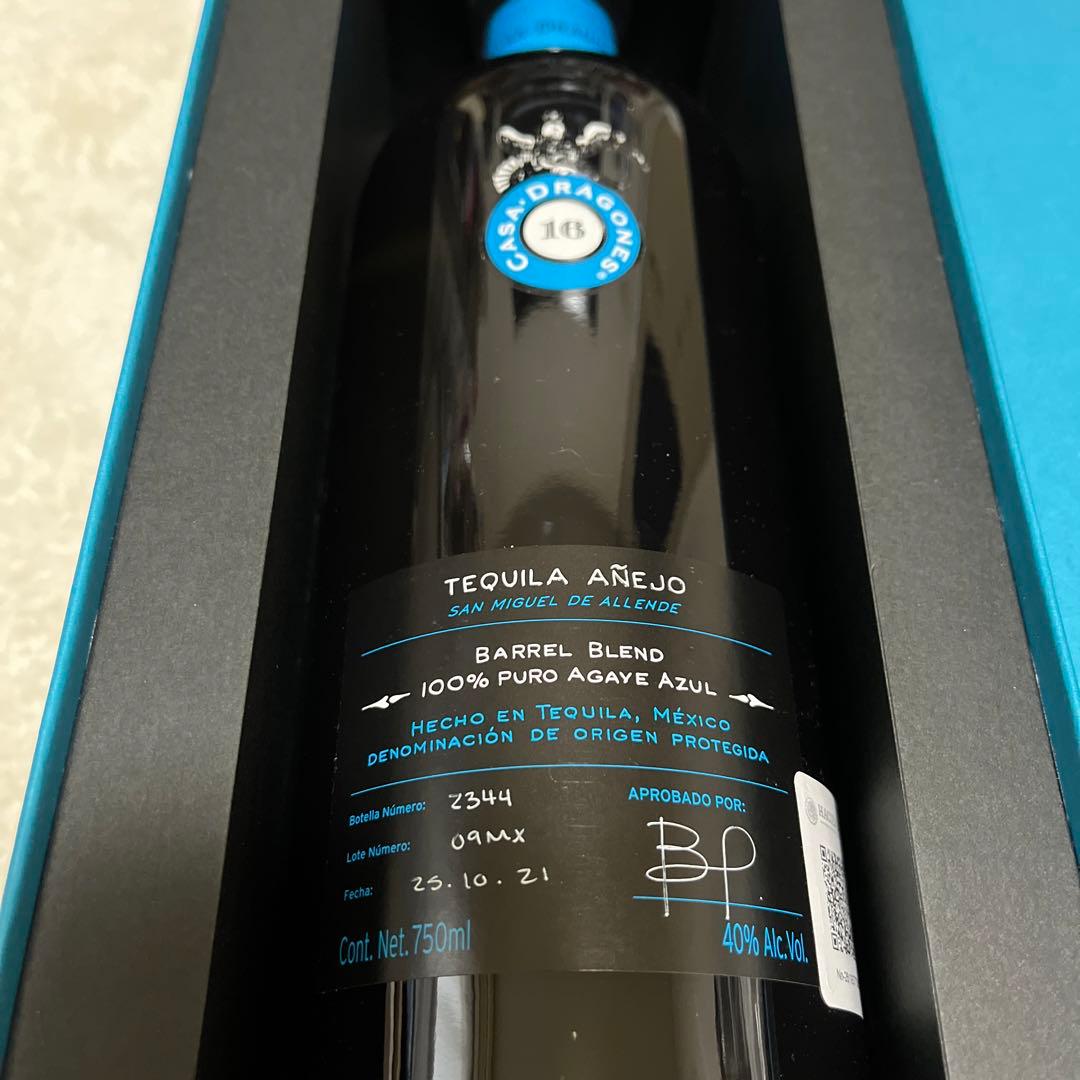 CASA·DRAGONES®
16
TEQUILA AÑEJO
SAN MIGUEL DE ALLENDE
BARREL BLEND
100% PURO AGAVE AZUL
HECHO EN TEQUILA, MÉXICO
DENOMINACIÓN DE ORIGEN PROTEGIDA
Botella Número: 2344
Lote Número: 09MX
Fecha: 25.10.21
APROBADO POR:
BP
Cont. Net. 750ml
40% Alc. Vol.